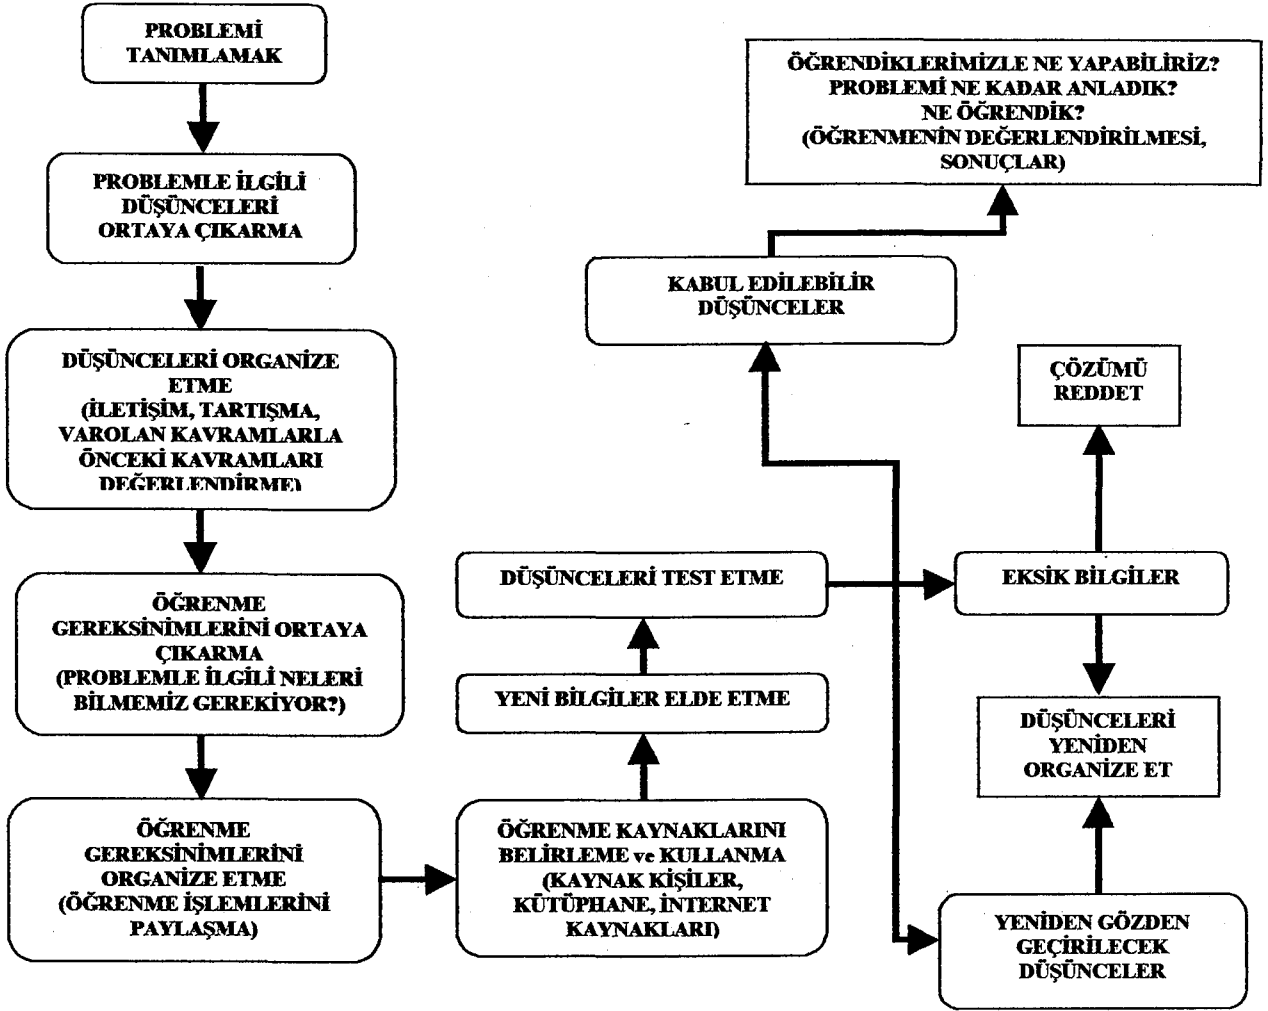 PROBLEMİ
TANIMLAMAK
PROBLEMLE İLGİLİ
DÜŞÜNCELERİ
ORTAYA ÇIKARMA
DÜŞÜNCELERİ ORGANİZE
ETME
(İLETİŞİM, TARTIŞMA,
VAROLAN KAVRAMLARLA
ÖNCEKİ KAVRAMLARI
DEĞERLENDİRME)
ÖĞRENME
GEREKSİNİMLERİNİ ORTAYA
ÇIKARMA
(PROBLEMLE İLGİLİ NELERİ
BİLMEMİZ GEREKİYOR?)
ÖĞRENME
GEREKSİNİMLERİNİ
ORGANİZE ETME
(ÖĞRENME İŞLEMLERİNİ
PAYLAŞMA)
ÖĞRENME KAYNAKLARINI
BELİRLEME ve KULLANMA
(KAYNAK KİŞİLER,
KÜTÜPHANE, İNTERNET
KAYNAKLARI)
YENİ BİLGİLER ELDE ETME
DÜŞÜNCELERİ TEST ETME
EKSİK BİLGİLER
ÇÖZÜMÜ
REDDET
DÜŞÜNCELERİ
YENİDEN
ORGANİZE ET
YENİDEN GÖZDEN
GEÇİRİLECEK
DÜŞÜNCELER
KABUL EDİLEBİLİR
DÜŞÜNCELER
ÖĞRENDİKLERİMİZLE NE YAPABİLİRİZ?
PROBLEMİ NE KADAR ANLADIK?
NE ÖĞRENDİK?
(ÖĞRENMENİN DEĞERLENDİRİLMESİ,
SONUÇLAR)